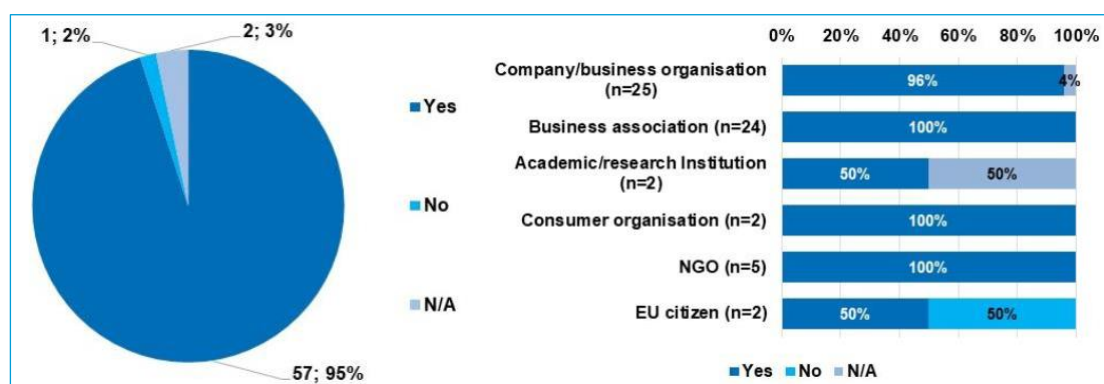 1; 2%
2; 3%
Yes
No
N/A
57; 95%
0% 20% 40% 60% 80% 100%
Company/business organisation
(n=25)
96%
4%
Business association (n=24)
100%
Academic/research Institution
(n=2)
50%
50%
Consumer organisation (n=2)
100%
NGO (n=5)
100%
EU citizen (n=2)
50%
50%
Yes No N/A